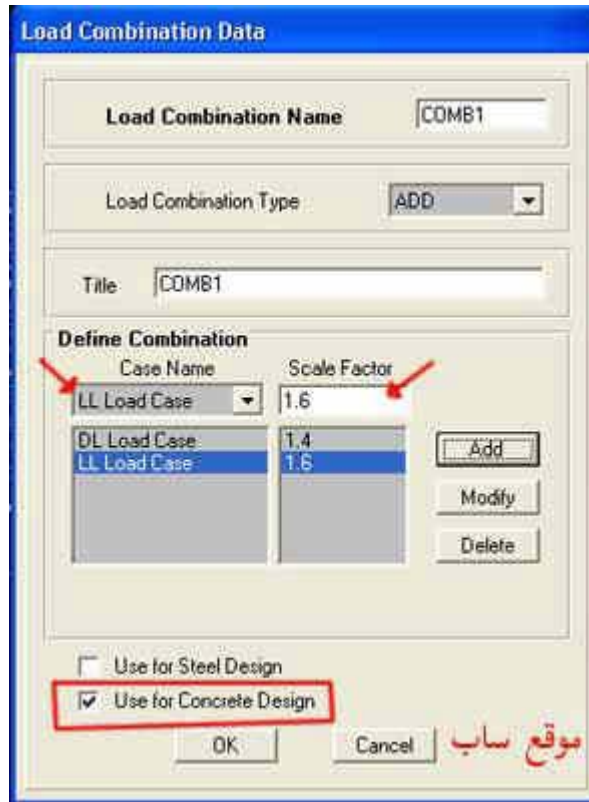 Load Combination Data
Load Combination Name COMB1
Load Combination Type ADD
Title COMB1
Define Combination
Case Name Scale Factor
LL Load Case 1.6
DL Load Case 1.4 Add
LL Load Case 1.6
Modify
Delete
Use for Steel Design
Use for Concrete Design
OK Cancel موقع ساب